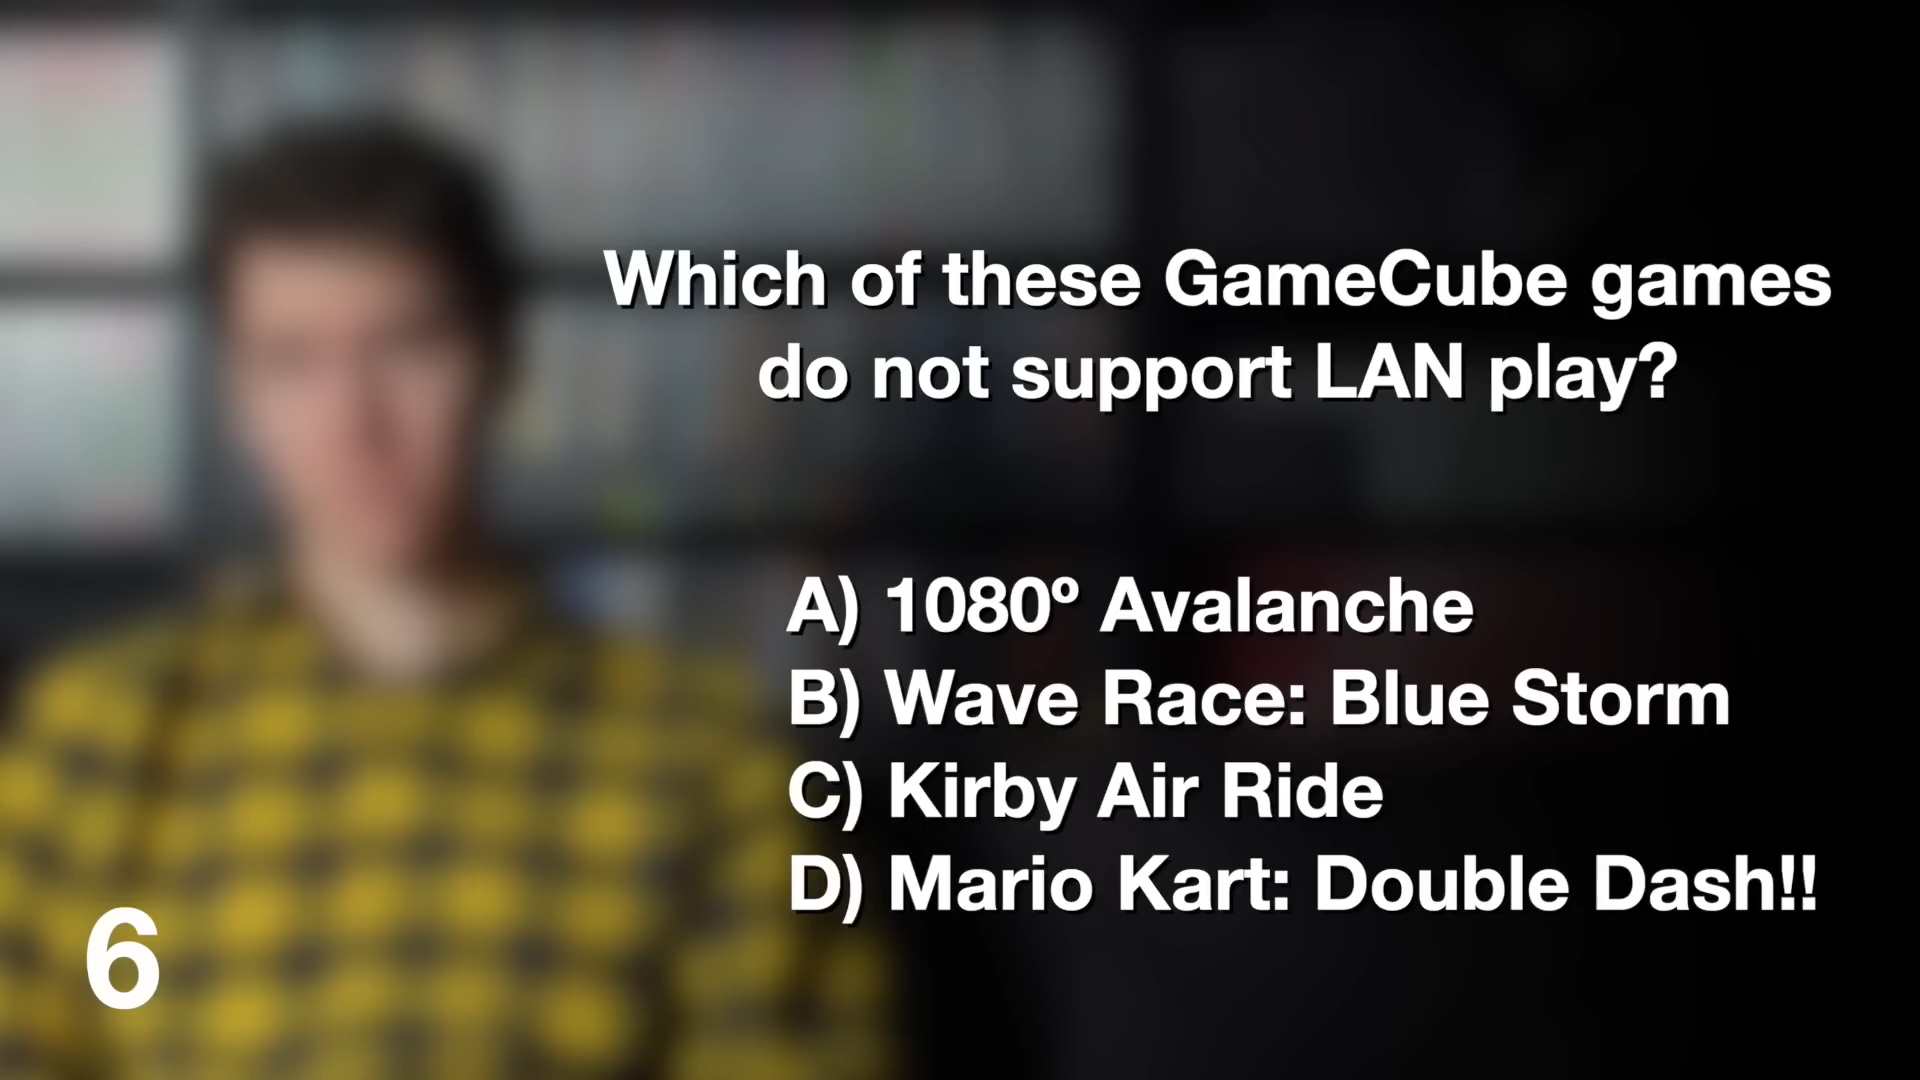 Which of these GameCube games
do not support LAN play?
A) 1080º Avalanche
B) Wave Race: Blue Storm
C) Kirby Air Ride
D) Mario Kart: Double Dash!!
6